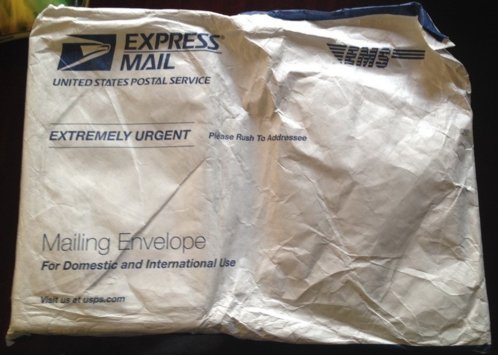 EXPRESS
MAIL
UNITED STATES POSTAL SERVICE
EMS
EXTREMELY URGENT Please Rush To Addressee
Mailing Envelope
For Domestic and International Use
Visit us at usps.com